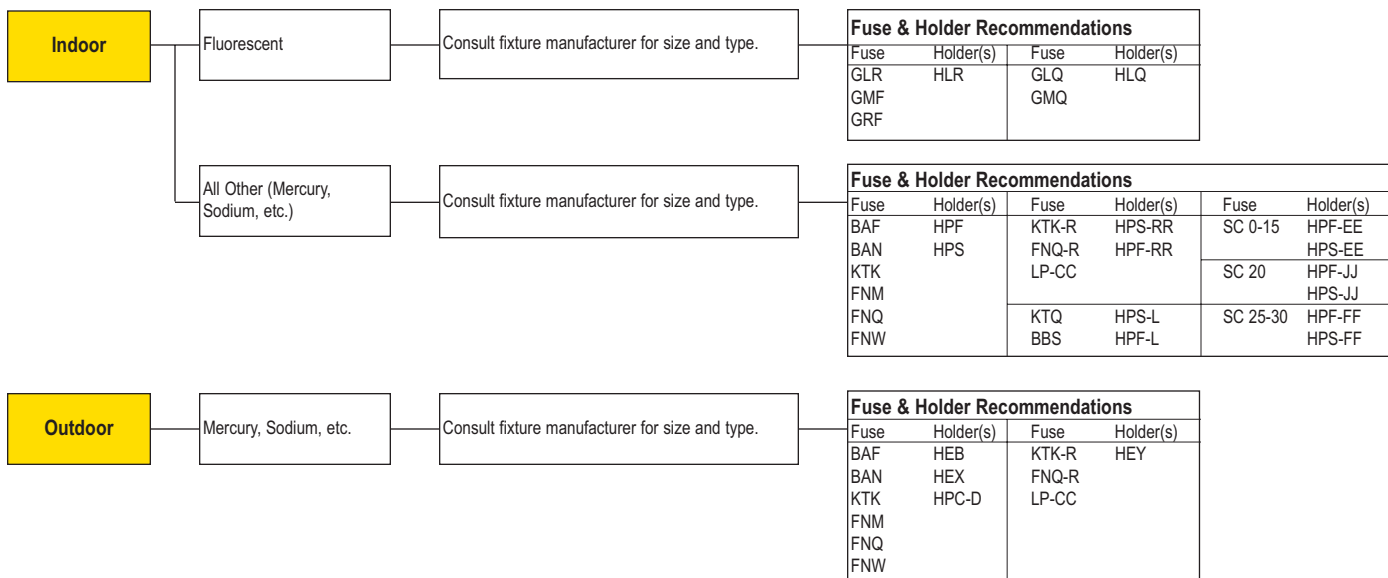 Indoor
Fluorescent
Consult fixture manufacturer for size and type.
Fuse & Holder Recommendations
Fuse Holder(s) Fuse Holder(s)
GLR HLR GLQ HLQ
GMF GMQ
GRF
All Other (Mercury,
Sodium, etc.)
Consult fixture manufacturer for size and type.
Fuse & Holder Recommendations
Fuse Holder(s) Fuse Holder(s) Fuse Holder(s)
BAF HPF KTK-R HPS-RR SC 0-15 HPF-EE
BAN HPS FNQ-R HPF-RR HPS-EE
KTK LP-CC SC 20 HPF-JJ
FNM HPS-JJ
FNQ KTQ HPS-L SC 25-30 HPF-FF
FNW BBS HPF-L HPS-FF
Outdoor
Mercury, Sodium, etc.
Consult fixture manufacturer for size and type.
Fuse & Holder Recommendations
Fuse Holder(s) Fuse Holder(s)
BAF HEB KTK-R HEY
BAN HEX FNQ-R
KTK HPC-D LP-CC
FNM
FNQ
FNW